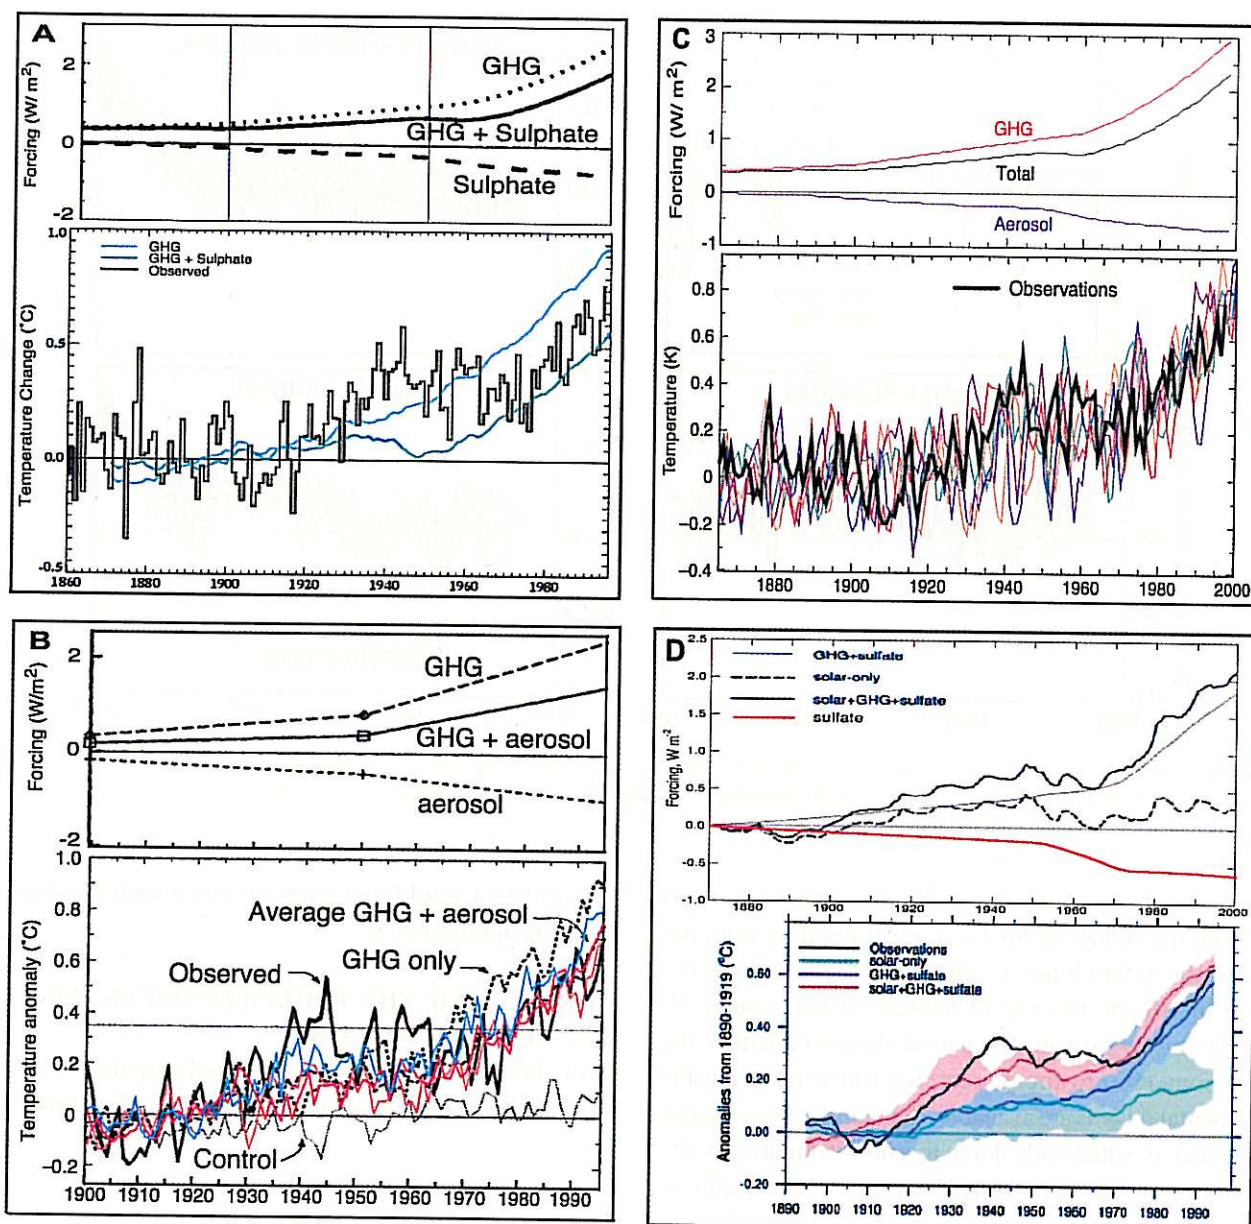 A
2
0
-2
Forcing (W/ m²)
GHG
GHG + Sulphate
Sulphate
1.0
0.5
0.0
-0.5
Temperature Change (°C)
GHG
GHG + Sulphate
Observed
1860 1880 1900 1920 1940 1960 1980
C
3
2
1
0
-1
Forcing (W/ m²)
GHG
Total
Aerosol
0.8
0.6
0.4
0.2
0
-0.2
-0.4
Temperature (K)
Observations
1880 1900 1920 1940 1960 1980 2000
B
2
0
-2
Forcing (W/m²)
GHG
GHG + aerosol
aerosol
1.0
0.8
0.6
0.4
0.2
0
-0.2
Temperature anomaly (°C)
Average GHG + aerosol
GHG only
Observed
Control
1900 1910 1920 1930 1940 1950 1960 1970 1980 1990
D
2.5
2.0
1.5
1.0
0.5
0.0
-0.5
-1.0
Forcing, W m⁻²
GHG+sulfate
solar-only
solar+GHG+sulfate
sulfate
1880 1900 1920 1940 1960 1980 2000
0.60
0.40
0.20
0.00
-0.20
Anomalies from 1890-1919 (°C)
Observations
solar-only
GHG+sulfate
solar+GHG+sulfate
1890 1900 1910 1920 1930 1940 1950 1960 1970 1980 1990